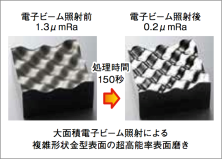 電子ビーム照射前
1.3μmRa
電子ビーム照射後
0.2μmRa
処理時間
150秒
大面積電子ビーム照射による
複雑形状金型表面の超高能率表面磨き